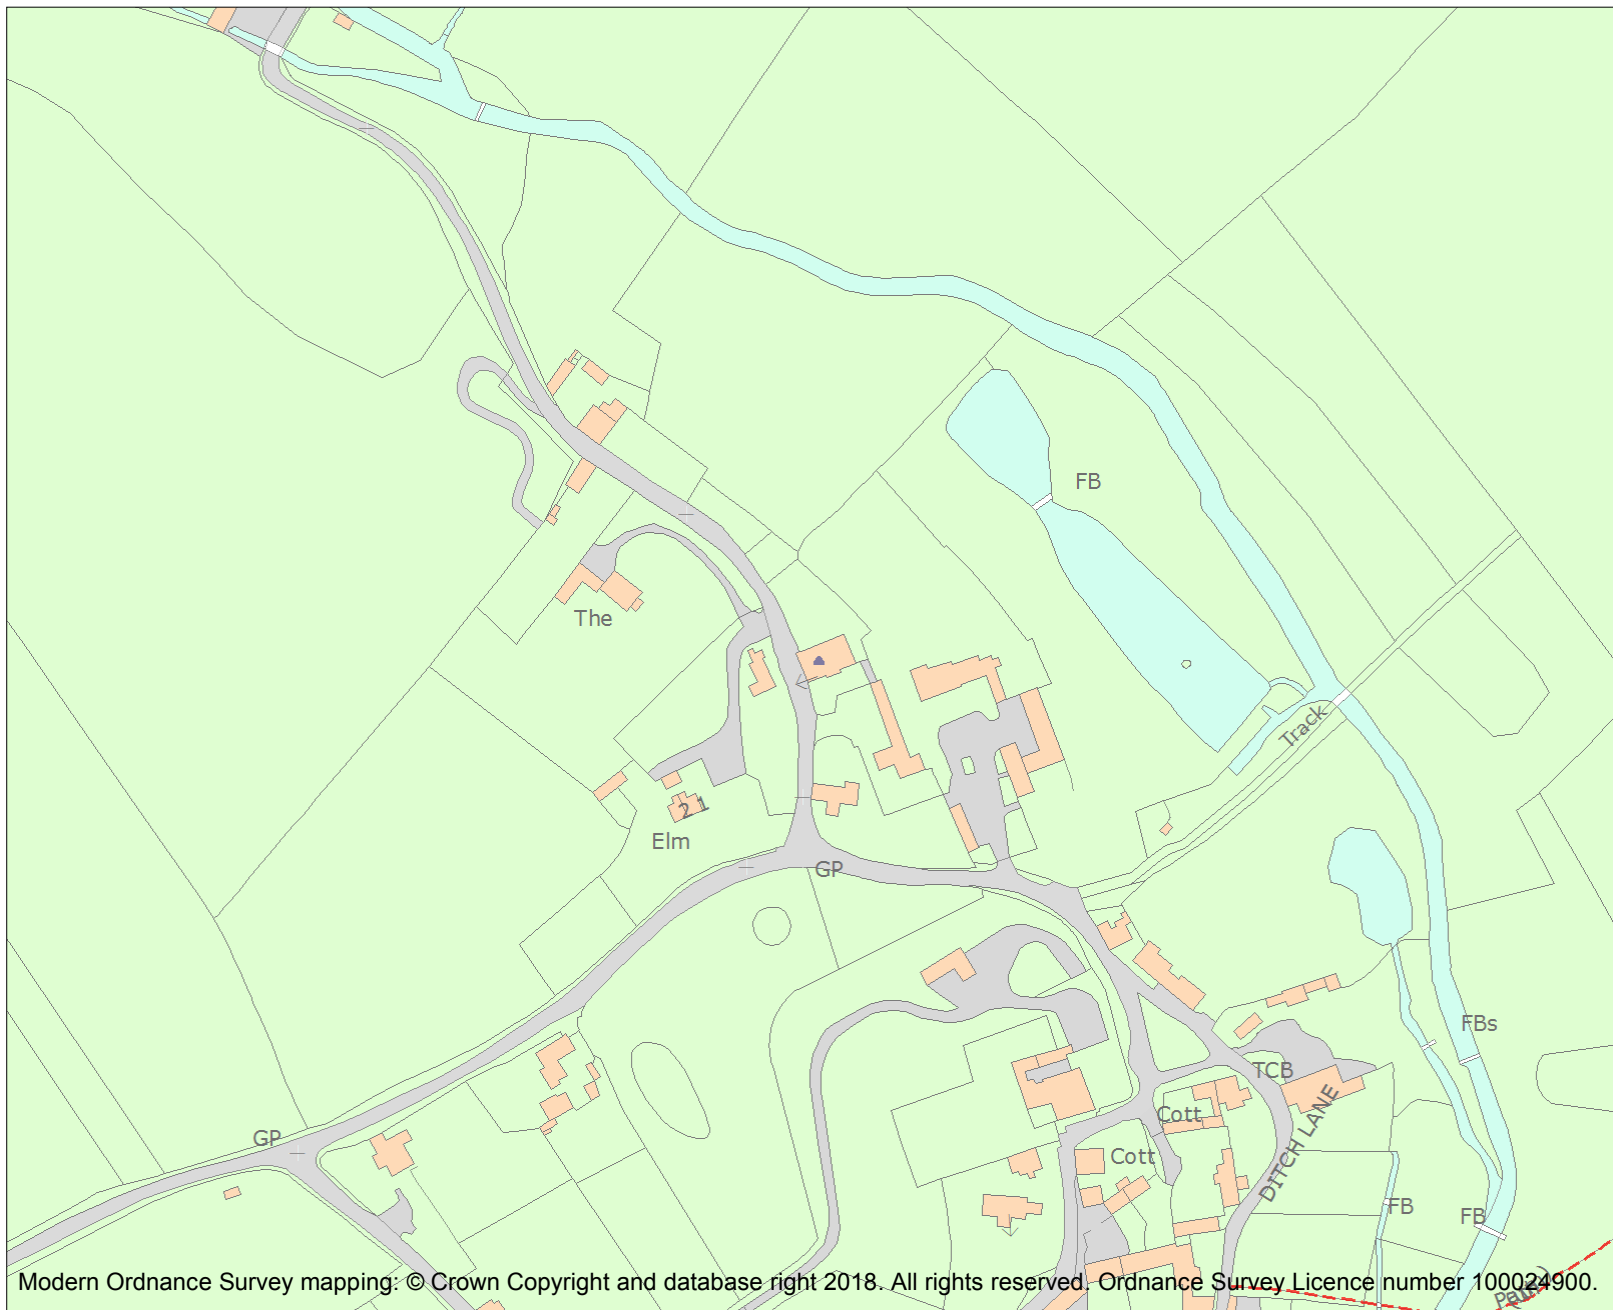 FB
The
Track
2 1
Elm
GP
FBs
TCB
Cott
GP
DITCH LANE
Cott
FB
FB
Modern Ordnance Survey mapping: © Crown Copyright and database right 2018. All rights reserved. Ordnance Survey Licence number 100024900.